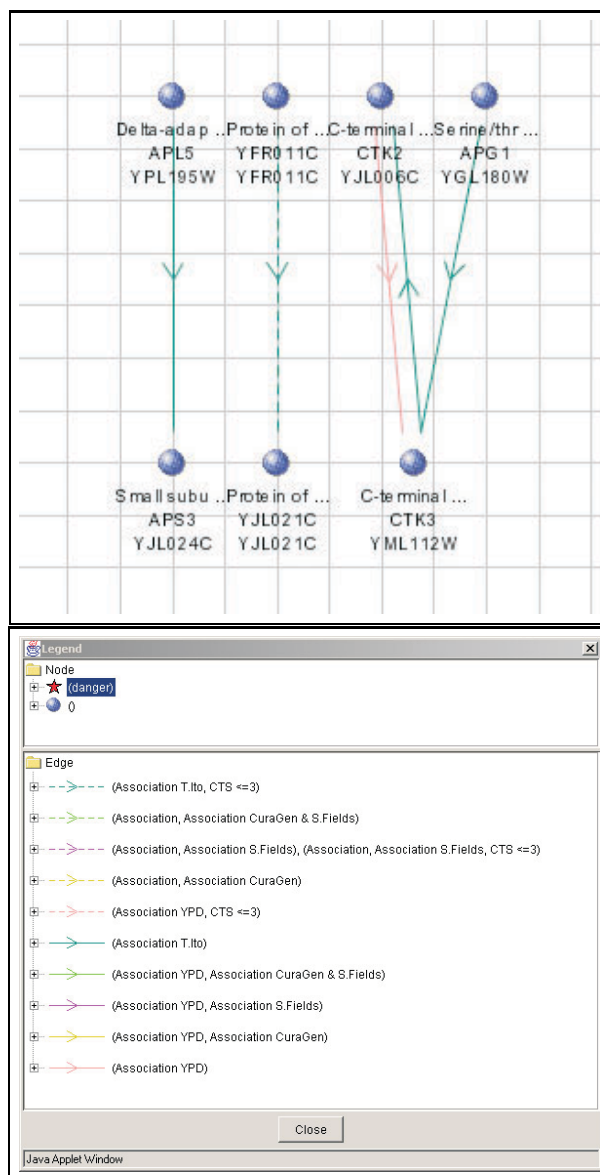 Delta-adap ... Protein of ... C-terminal ... Serine/thr ...
APL5 YFR011C CTK2 APG1
YPL195W YFR011C YJL006C YGL180W
Small subu ... Protein of ... C-terminal ...
APS3 YJL021C CTK3
YJL024C YJL021C YML112W
Legend
Node
(danger)
()
Edge
(Association T.Ito, CTS <=3)
(Association, Association CuraGen & S.Fields)
(Association, Association S.Fields), (Association, Association S.Fields, CTS <=3)
(Association, Association CuraGen)
(Association YPD, CTS <=3)
(Association T.Ito)
(Association YPD, Association CuraGen & S.Fields)
(Association YPD, Association S.Fields)
(Association YPD, Association CuraGen)
(Association YPD)
Close
Java Applet Window